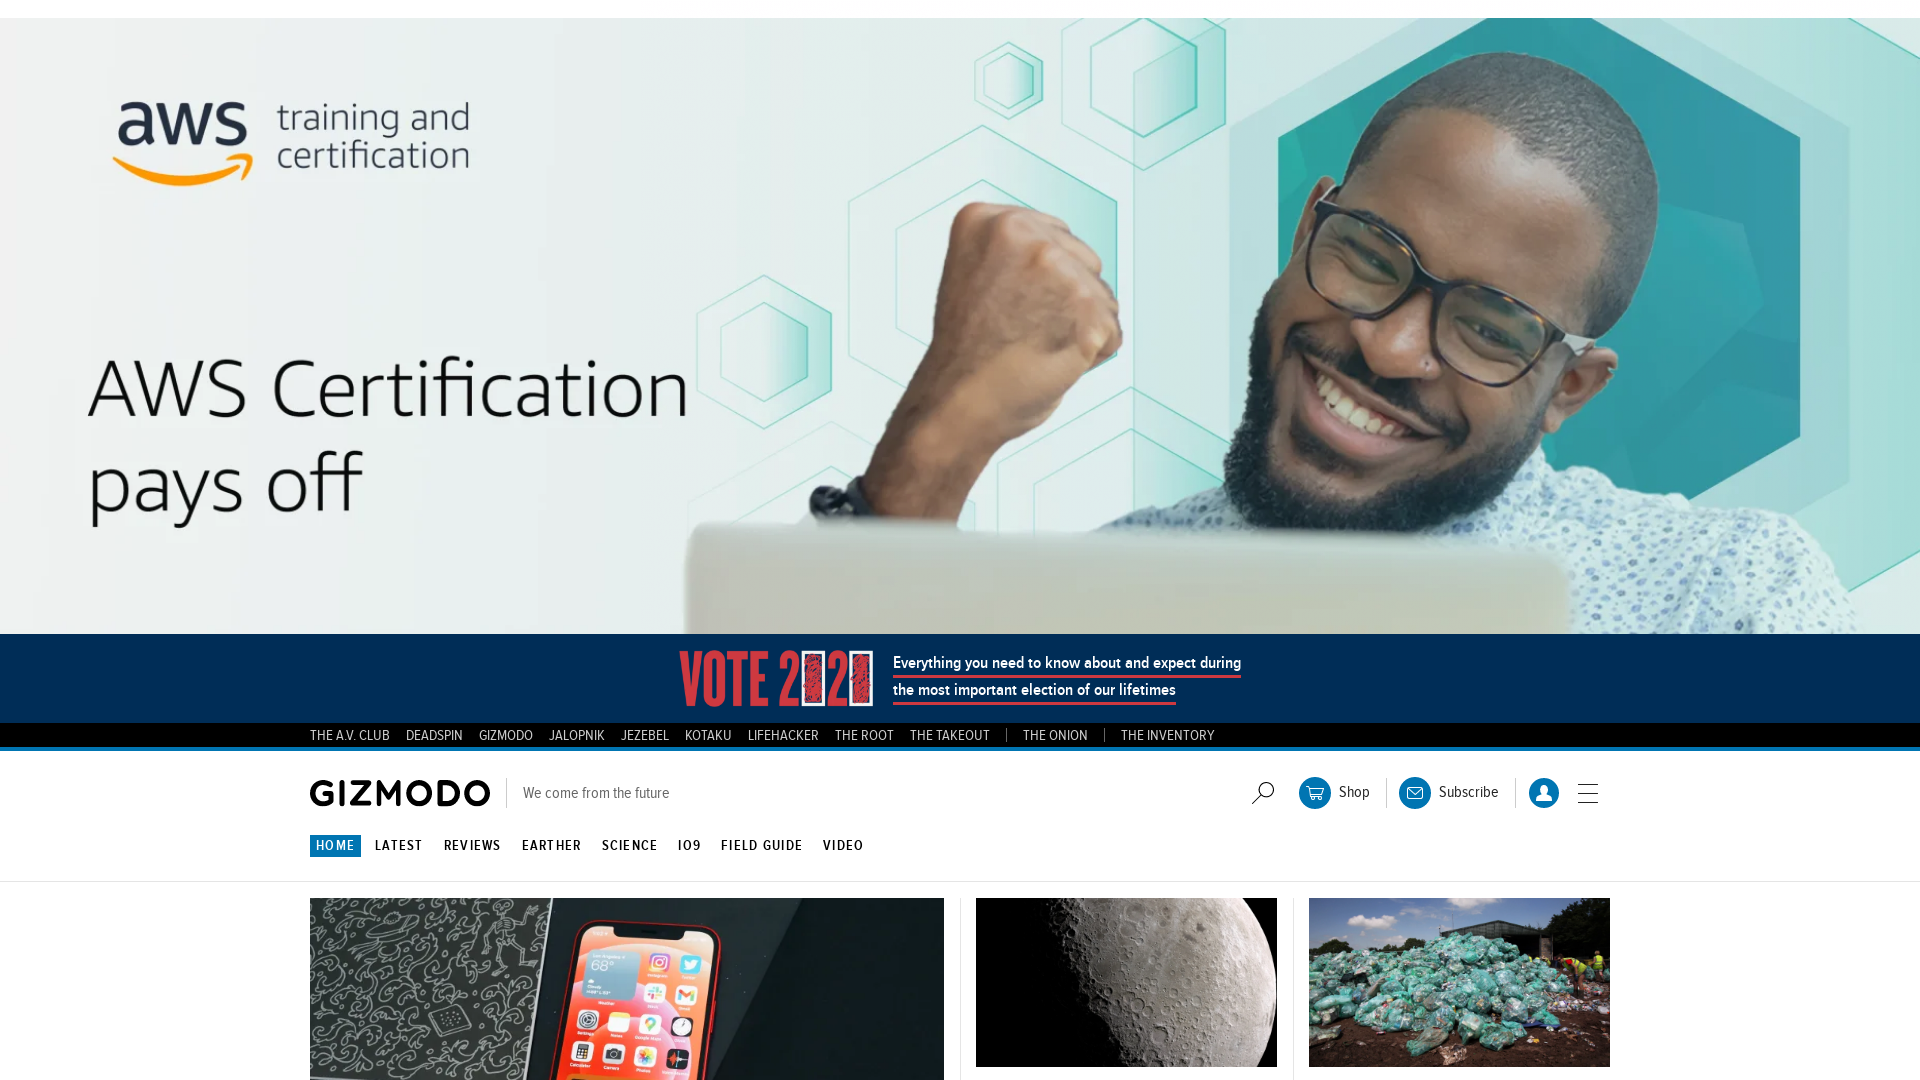 aws training and
certification
AWS Certification
pays off
VOTE 2020
Everything you need to know about and expect during
the most important election of our lifetimes
THE A.V. CLUB DEADSPIN GIZMODO JALOPNIK JEZEBEL KOTAKU LIFEHACKER THE ROOT THE TAKEOUT THE ONION THE INVENTORY
GIZMODO We come from the future Shop Subscribe
HOME LATEST REVIEWS EARTHER SCIENCE IO9 FIELD GUIDE VIDEO
68°